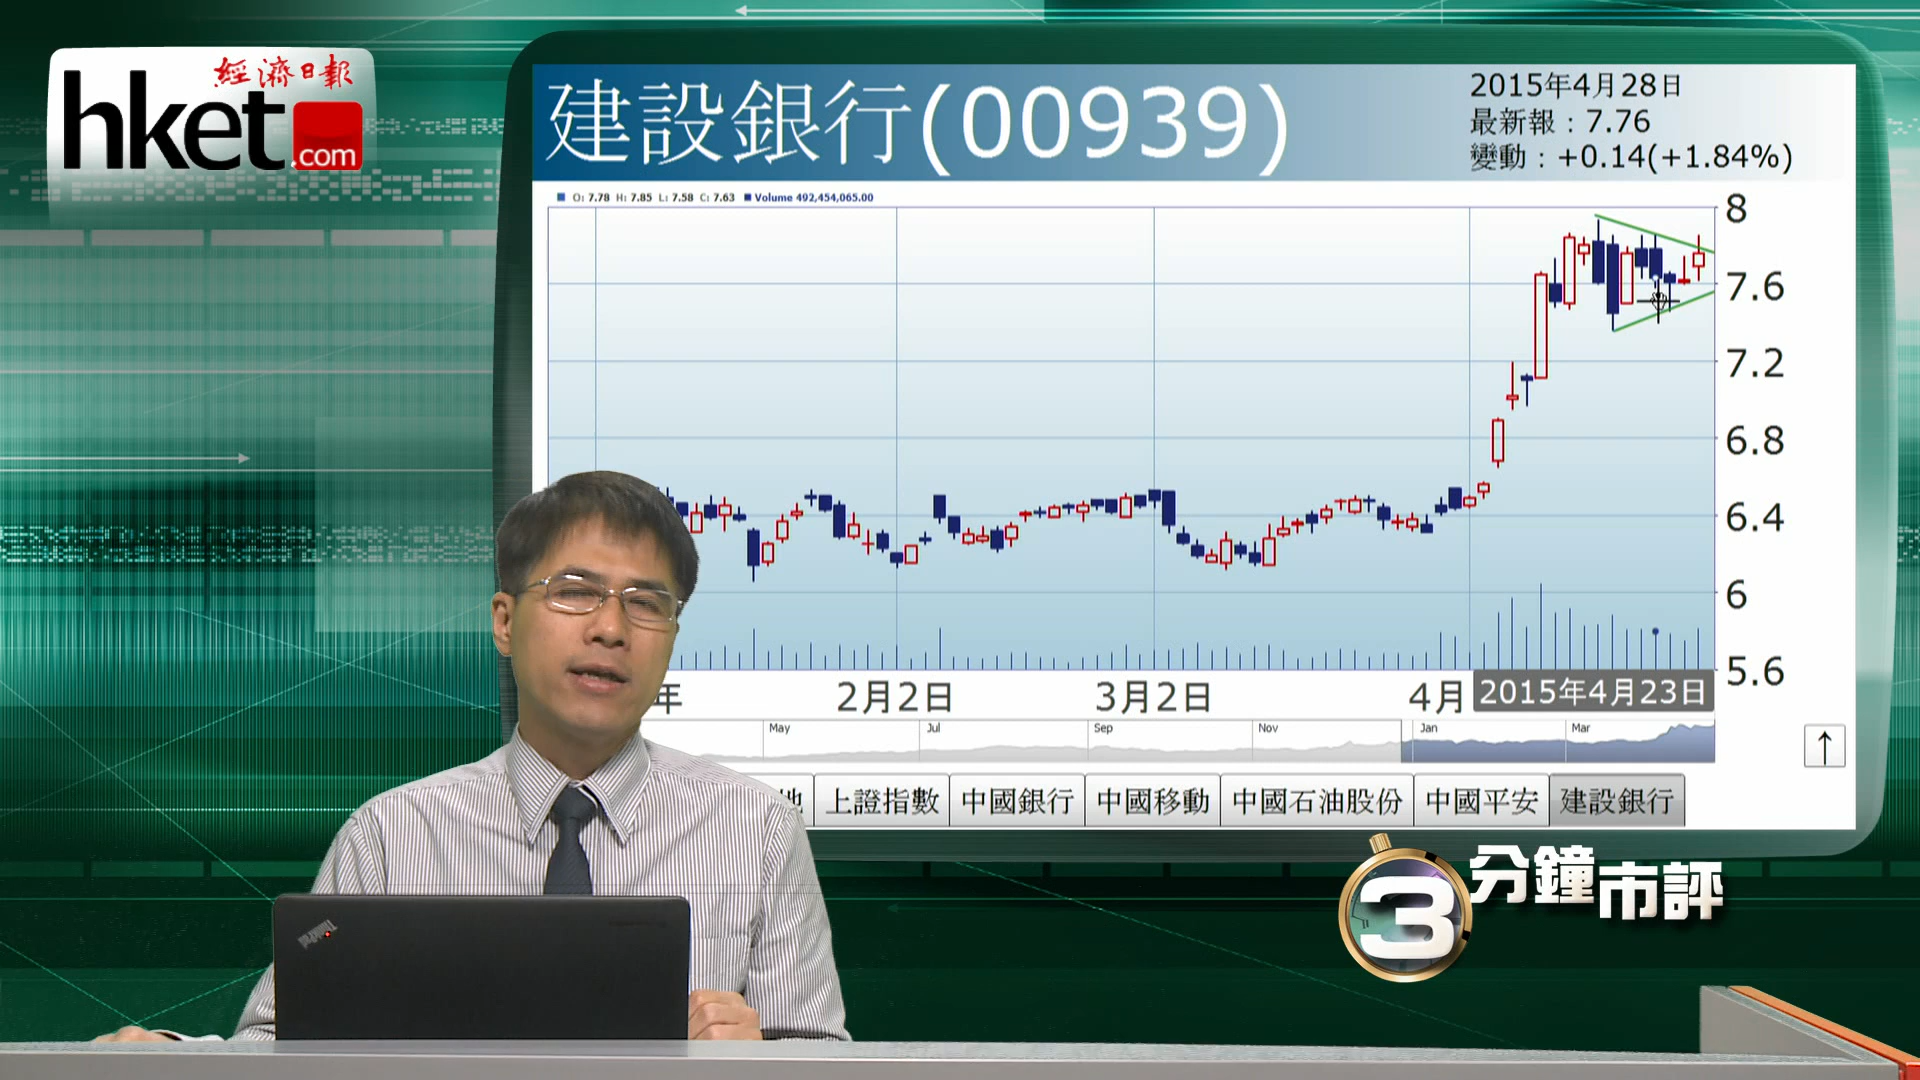 經濟日報
hket.com
建設銀行(00939)
2015年4月28日
最新報：7.76
變動：+0.14(+1.84%)
O: 7.78 H: 7.85 L: 7.58 C: 7.63 Volume 492,454,065.00
8
7.6
7.2
6.8
6.4
6
5.6
年 2月2日 3月2日 4月 2015年4月23日
May Jul Sep Nov Jan Mar
↑
地 上證指數 中國銀行 中國移動 中國石油股份 中國平安 建設銀行
3分鐘市評
ThinkPad